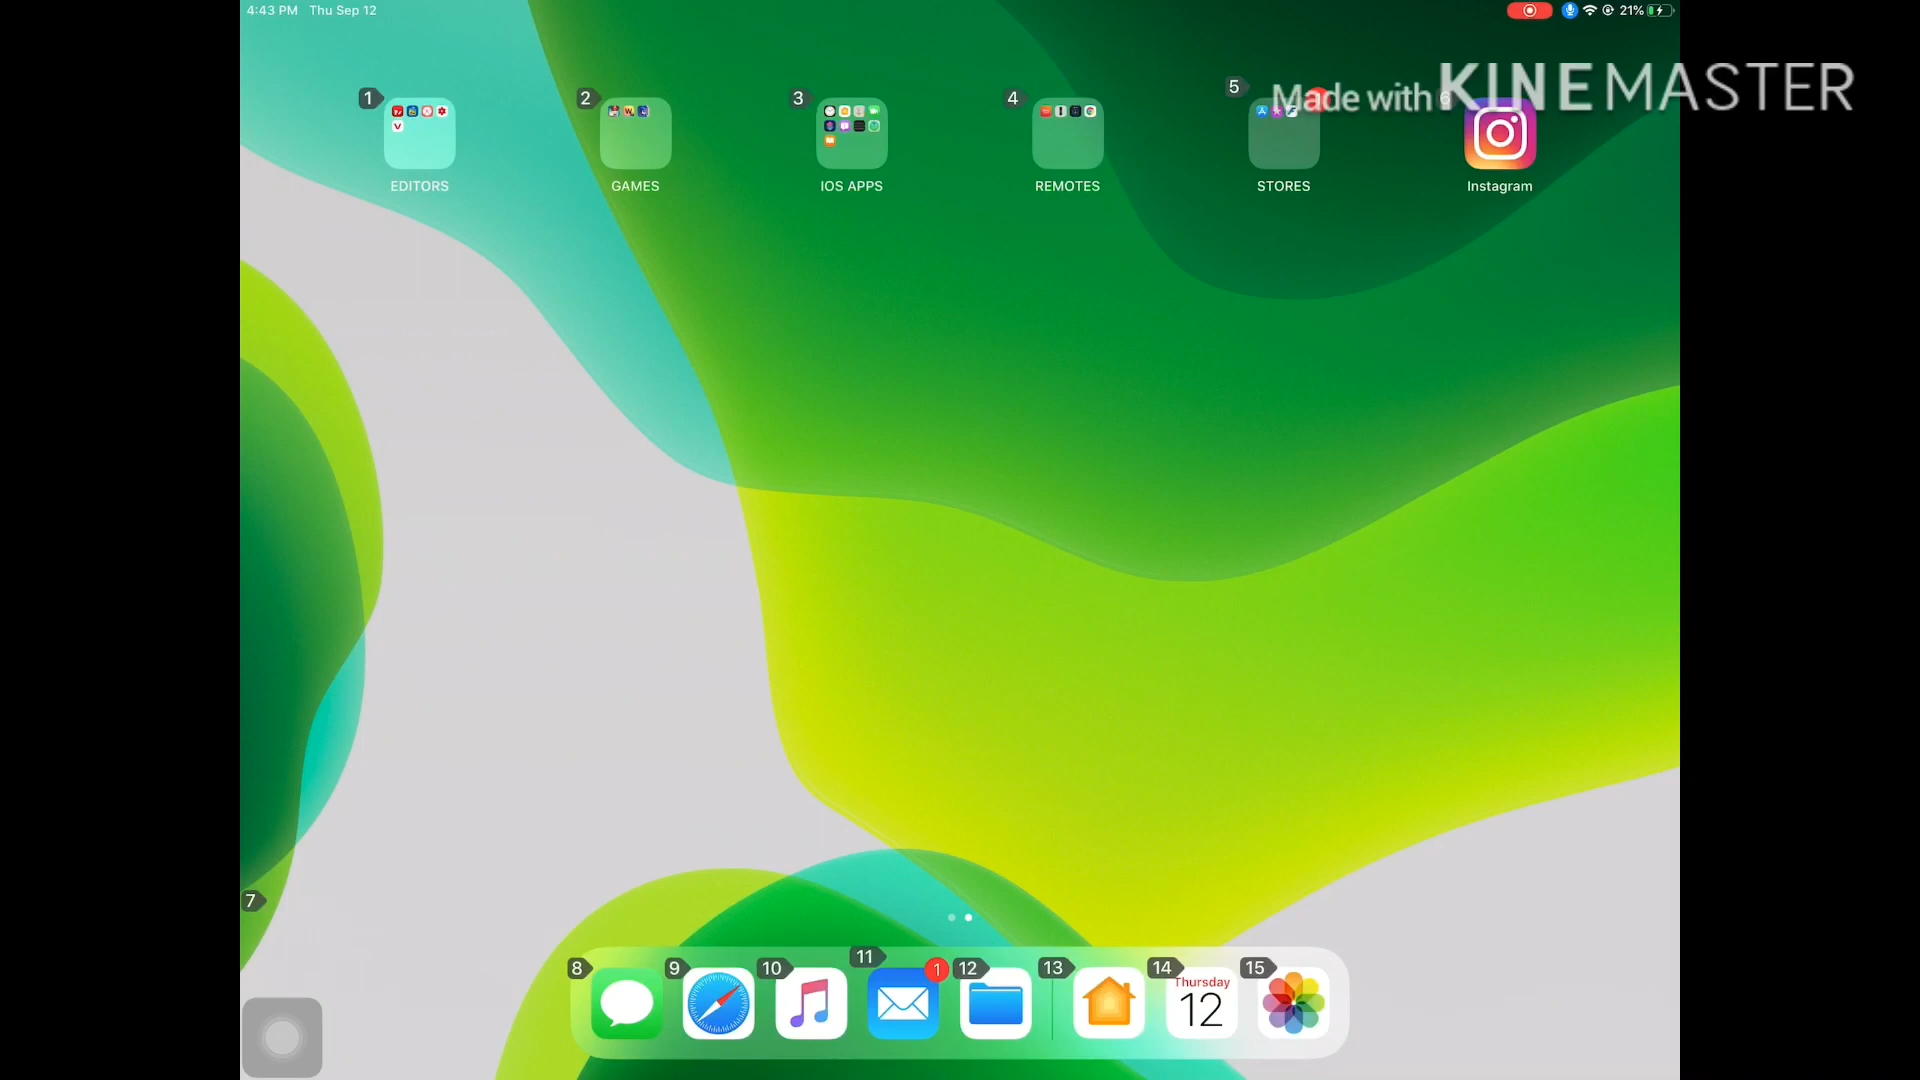 4:43 PM Thu Sep 12
21%
Made with KINEMASTER
1 2 3 4 5 6
EDITORS GAMES IOS APPS REMOTES STORES Instagram
7
8 9 10 11 1 12 13 14 15
Thursday
12